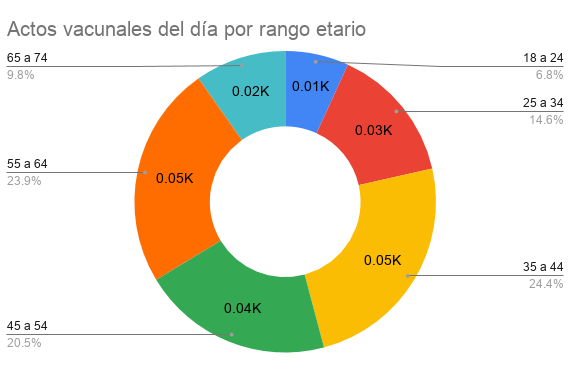 Actos vacunales del día por rango etario
65 a 74
9.8%
18 a 24
6.8%
0.02K
0.01K
25 a 34
14.6%
0.03K
55 a 64
23.9%
0.05K
0.05K
35 a 44
24.4%
0.04K
45 a 54
20.5%